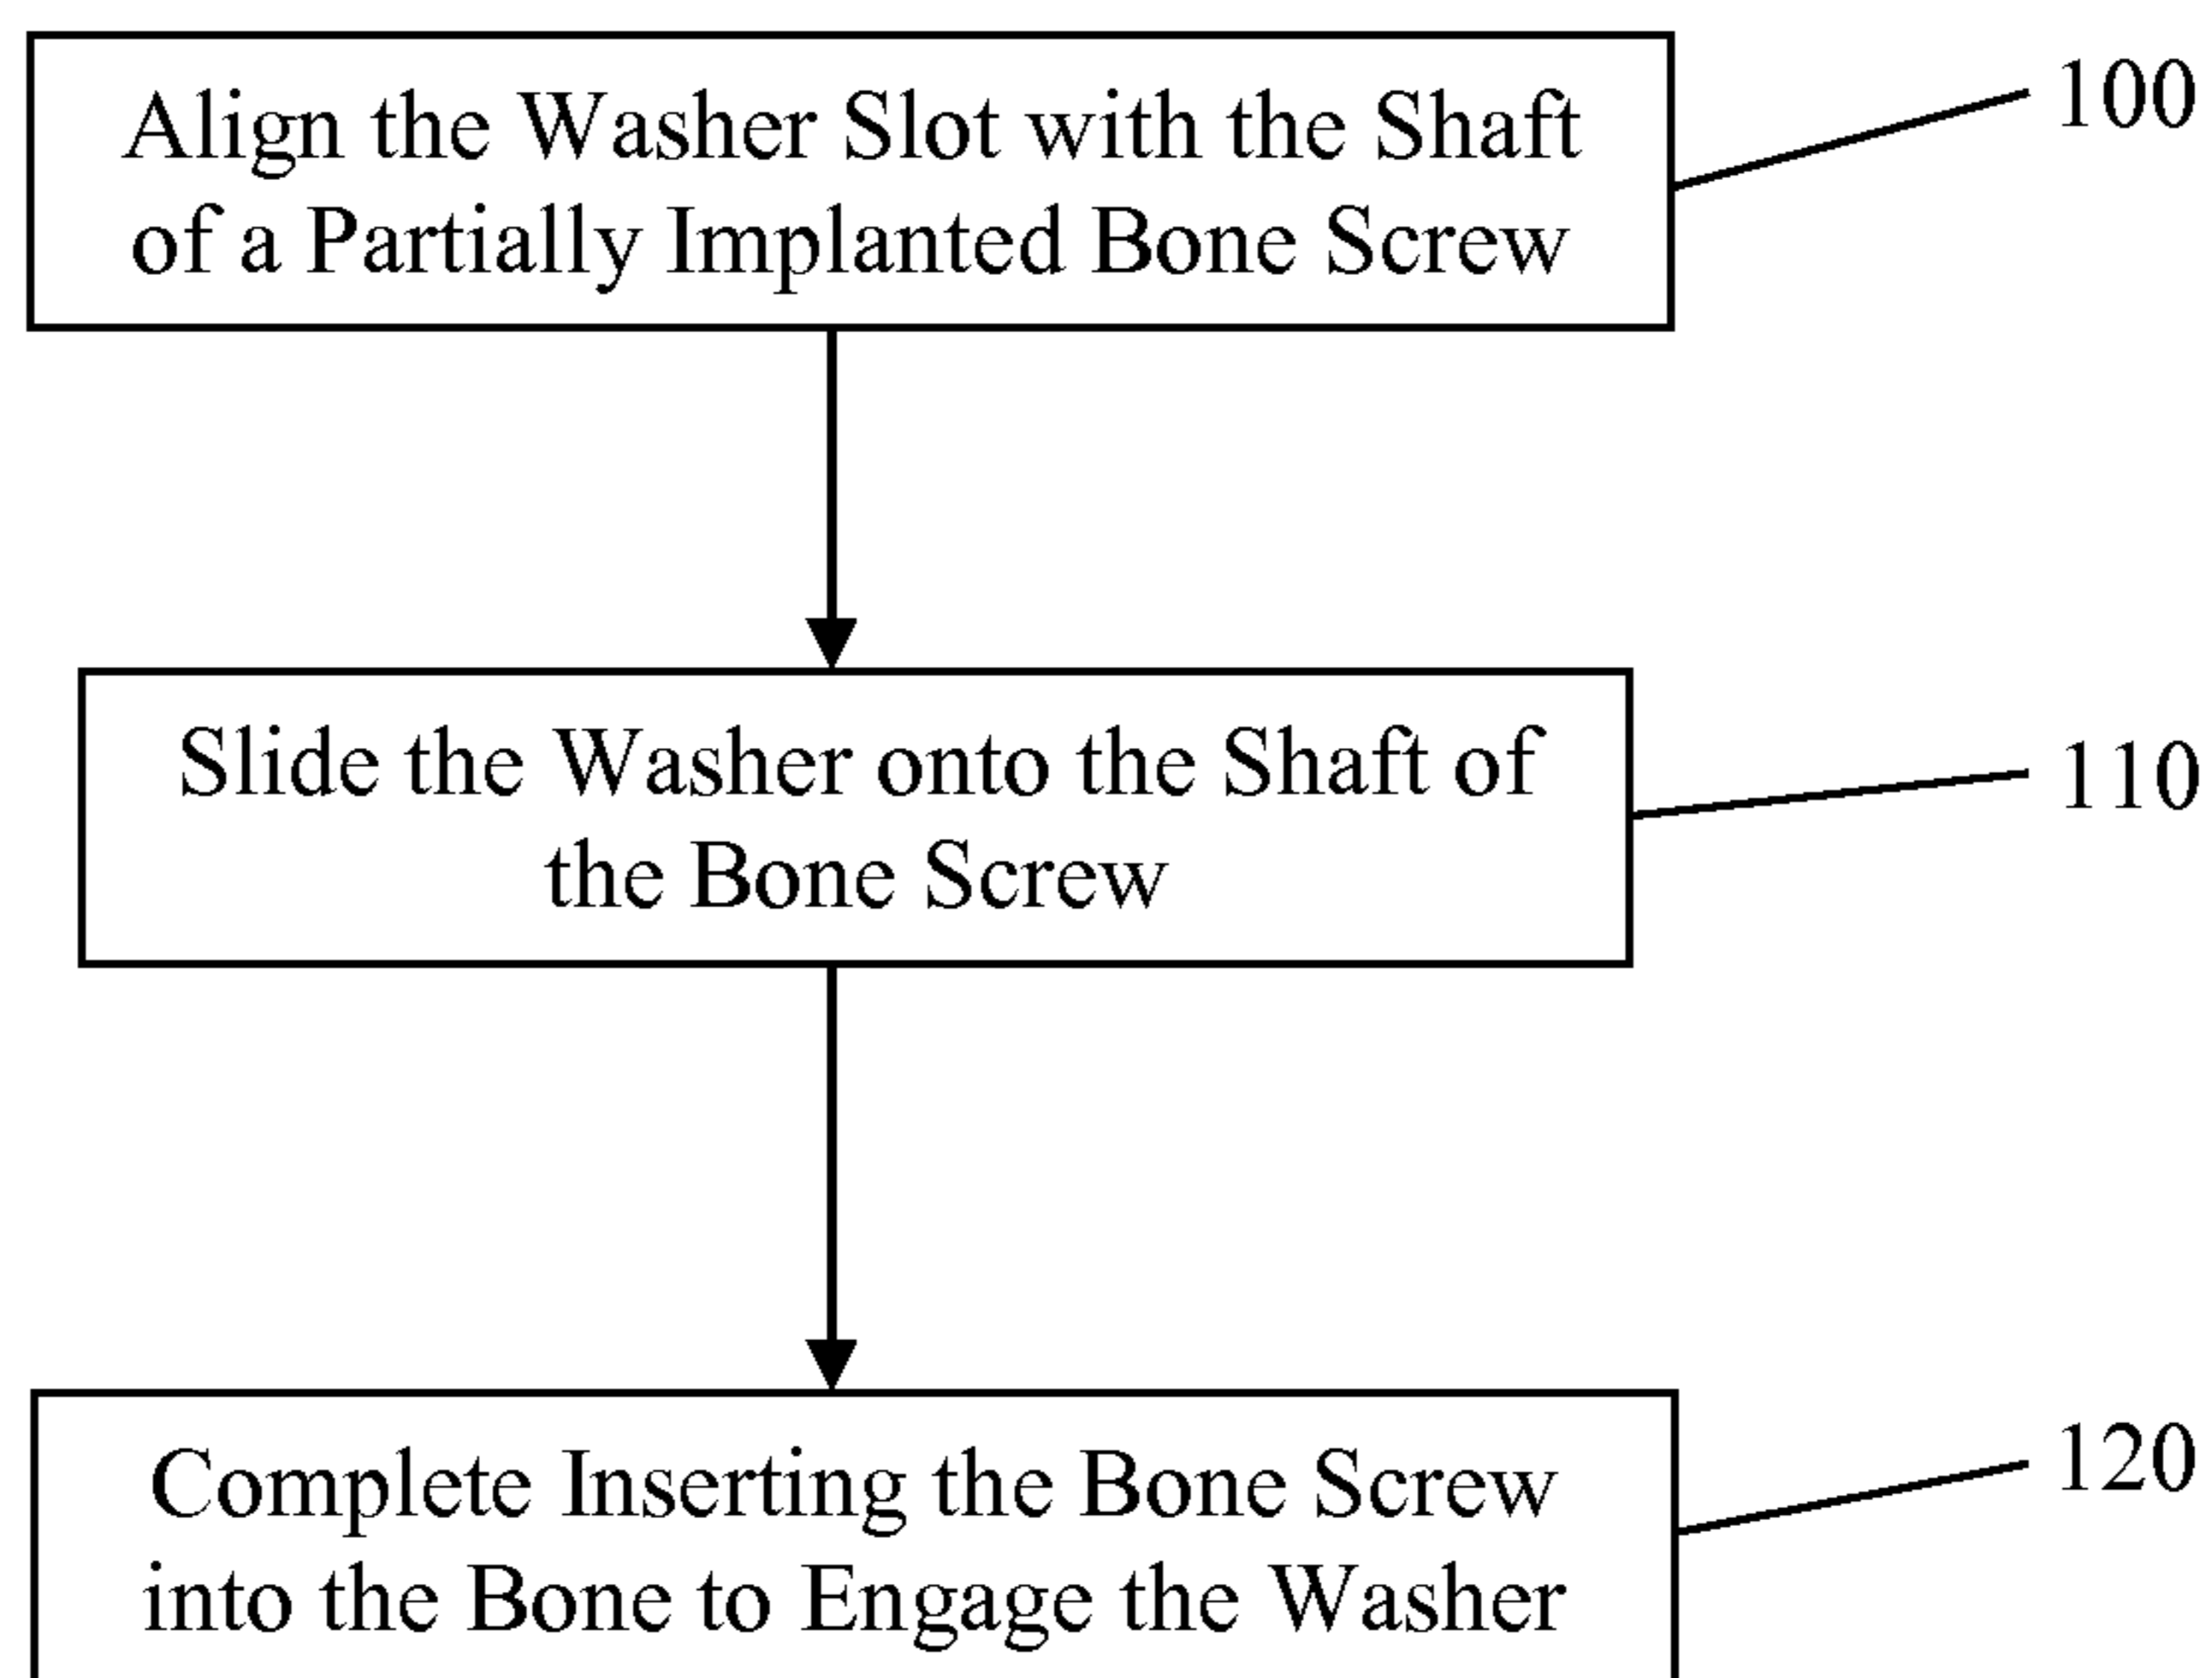 Align the Washer Slot with the Shaft
of a Partially Implanted Bone Screw
100
Slide the Washer onto the Shaft of
the Bone Screw
110
Complete Inserting the Bone Screw
into the Bone to Engage the Washer
120